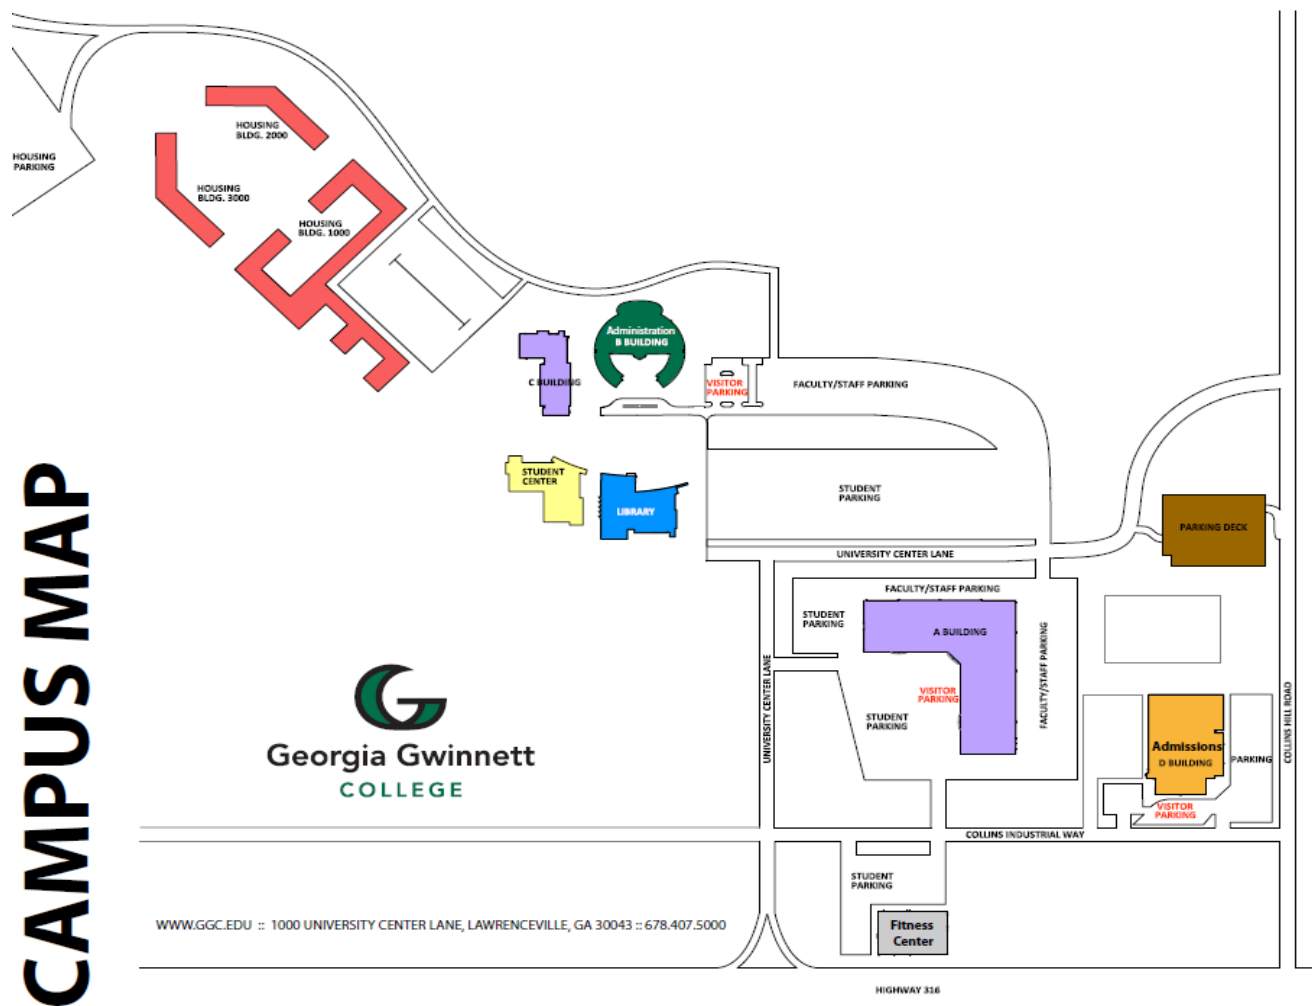 HOUSING
BLDG. 2000
HOUSING
PARKING
HOUSING
BLDG. 3000
HOUSING
BLDG. 1000
Administration
B BUILDING
C BUILDING
VISITOR
PARKING
FACULTY/STAFF PARKING
STUDENT
CENTER
LIBRARY
STUDENT
PARKING
PARKING DECK
UNIVERSITY CENTER LANE
FACULTY/STAFF PARKING
STUDENT
PARKING
A BUILDING
FACULTY/STAFF PARKING
VISITOR
PARKING
STUDENT
PARKING
UNIVERSITY CENTER LANE
COLLINS HILL ROAD
Admissions
D BUILDING
PARKING
VISITOR
PARKING
COLLINS INDUSTRIAL WAY
STUDENT
PARKING
Fitness
Center
HIGHWAY 316
CAMPUS MAP
G
Georgia Gwinnett
COLLEGE
WWW.GGC.EDU :: 1000 UNIVERSITY CENTER LANE, LAWRENCEVILLE, GA 30043 :: 678.407.5000